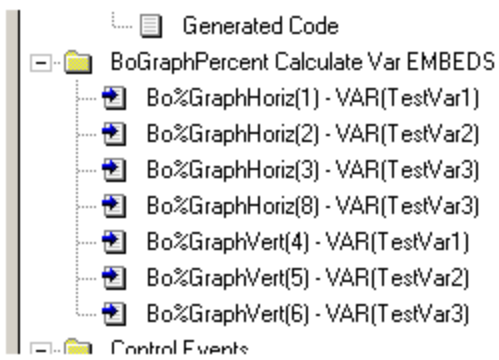 Generated Code
BoGraphPercent Calculate Var EMBEDS
Bo%GraphHoriz(1) - VAR(TestVar1)
Bo%GraphHoriz(2) - VAR(TestVar2)
Bo%GraphHoriz(3) - VAR(TestVar3)
Bo%GraphHoriz(8) - VAR(TestVar3)
Bo%GraphVert(4) - VAR(TestVar1)
Bo%GraphVert(5) - VAR(TestVar2)
Bo%GraphVert(6) - VAR(TestVar3)
Control Events